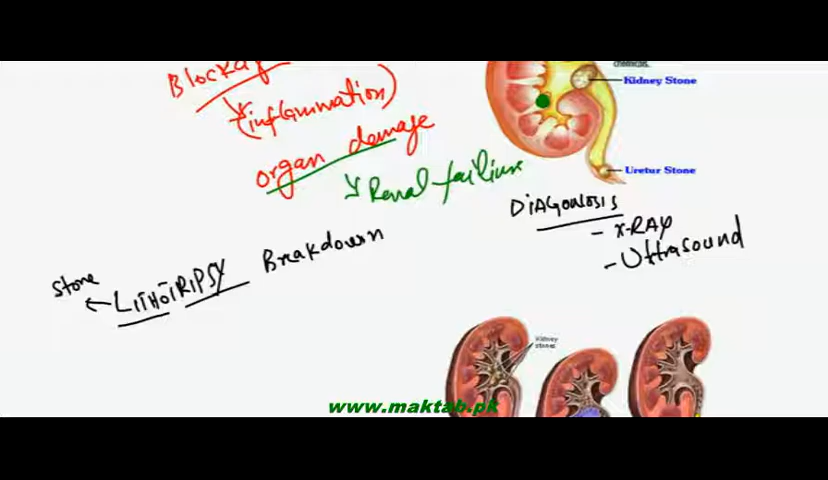 chemicals.
Kidney Stone
(inflammation)
organ damage
Renal failure
Uretur Stone
DIAGONOSIS
- X-RAY
- Ultrasound
Stone
LITHOTRIPSY Breakdown
Kidney
stones
www.maktab.pk